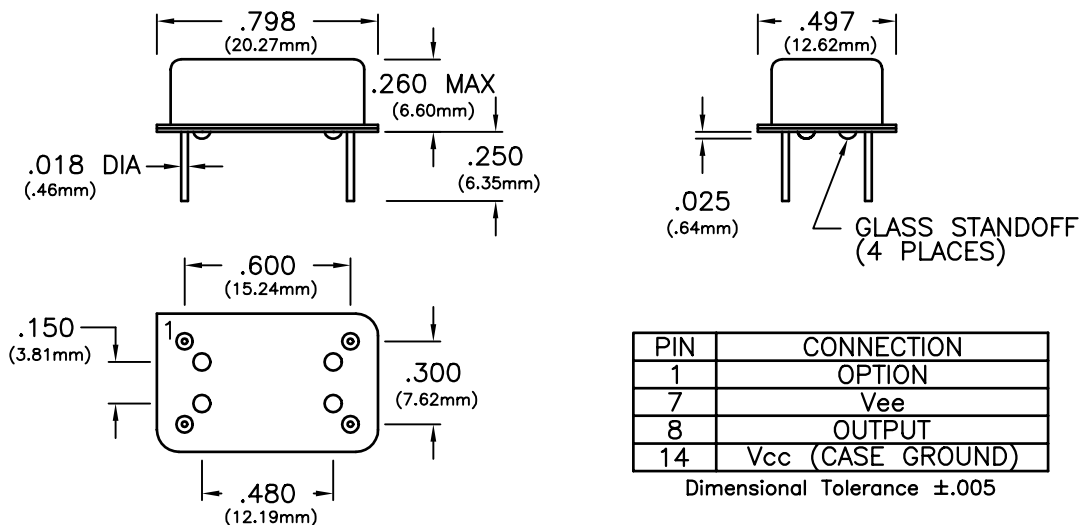 .798
(20.27mm)
.260 MAX
(6.60mm)
.018 DIA
(.46mm)
.250
(6.35mm)
.497
(12.62mm)
.025
(.64mm)
GLASS STANDOFF
(4 PLACES)
.600
(15.24mm)
1
.150
(3.81mm)
.300
(7.62mm)
.480
(12.19mm)
PIN CONNECTION
1 OPTION
7 Vee
8 OUTPUT
14 Vcc (CASE GROUND)
Dimensional Tolerance ±.005